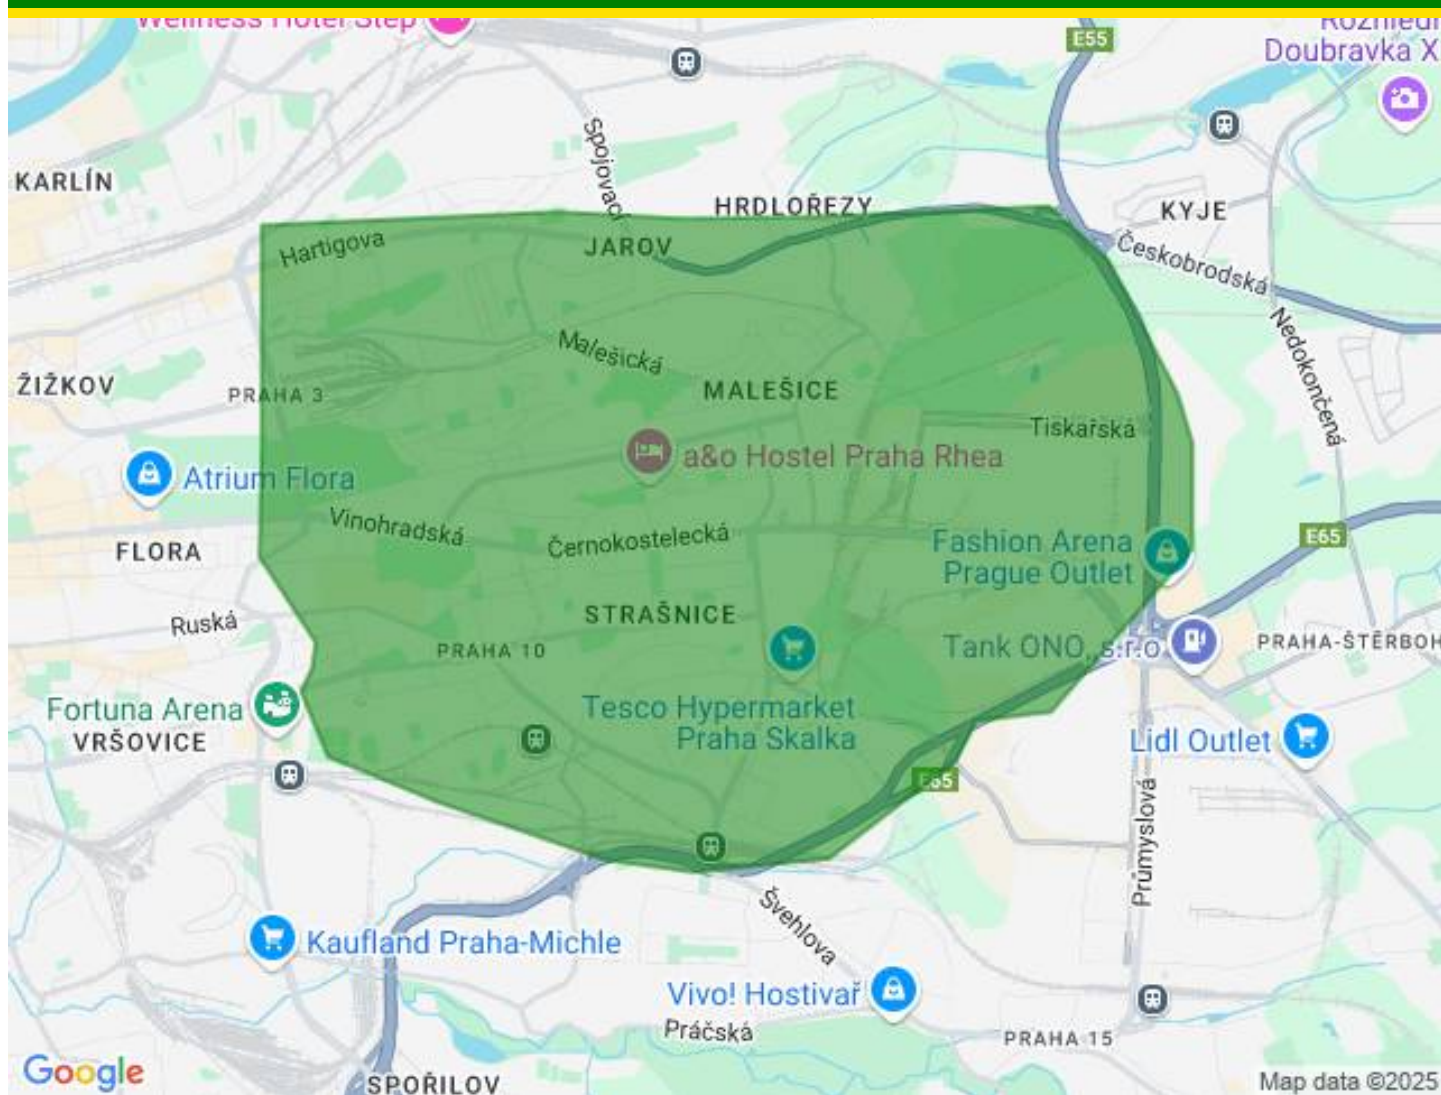 Wellness Hotel Step
E55
Doubravka X
KARLÍN
Spojovací
HRDLOŘEZY
KYJE
Hartigova
JAROV
Českobrodská
Malešická
Nedokončená
ŽIŽKOV
PRAHA 3
MALEŠICE
Tiskařská
a&o Hostel Praha Rhea
Atrium Flora
Vinohradská
Černokostelecká
FLORA
Fashion Arena
Prague Outlet
E65
Ruská
STRAŠNICE
PRAHA 10
Tank ONO, s.r.o
PRAHA-ŠTĚRBOH
Fortuna Arena
VRŠOVICE
Tesco Hypermarket
Praha Skalka
Lidl Outlet
E65
Průmyslová
Švehlova
Kaufland Praha-Michle
Vivo! Hostivař
Práčská
PRAHA 15
Google
SPOŘILOV
Map data ©2025